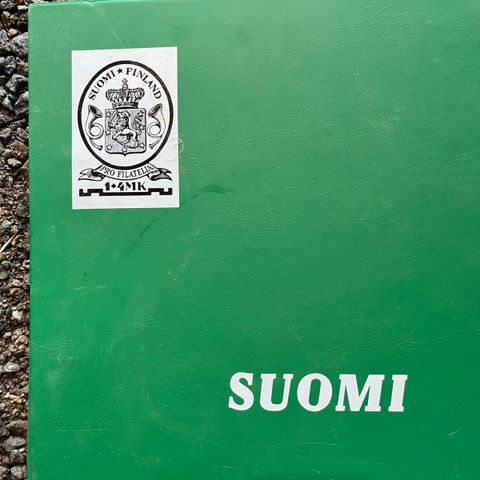 SUOMI ★ FINLAND
PRO FILATELIA
1+4MK
SUOMI